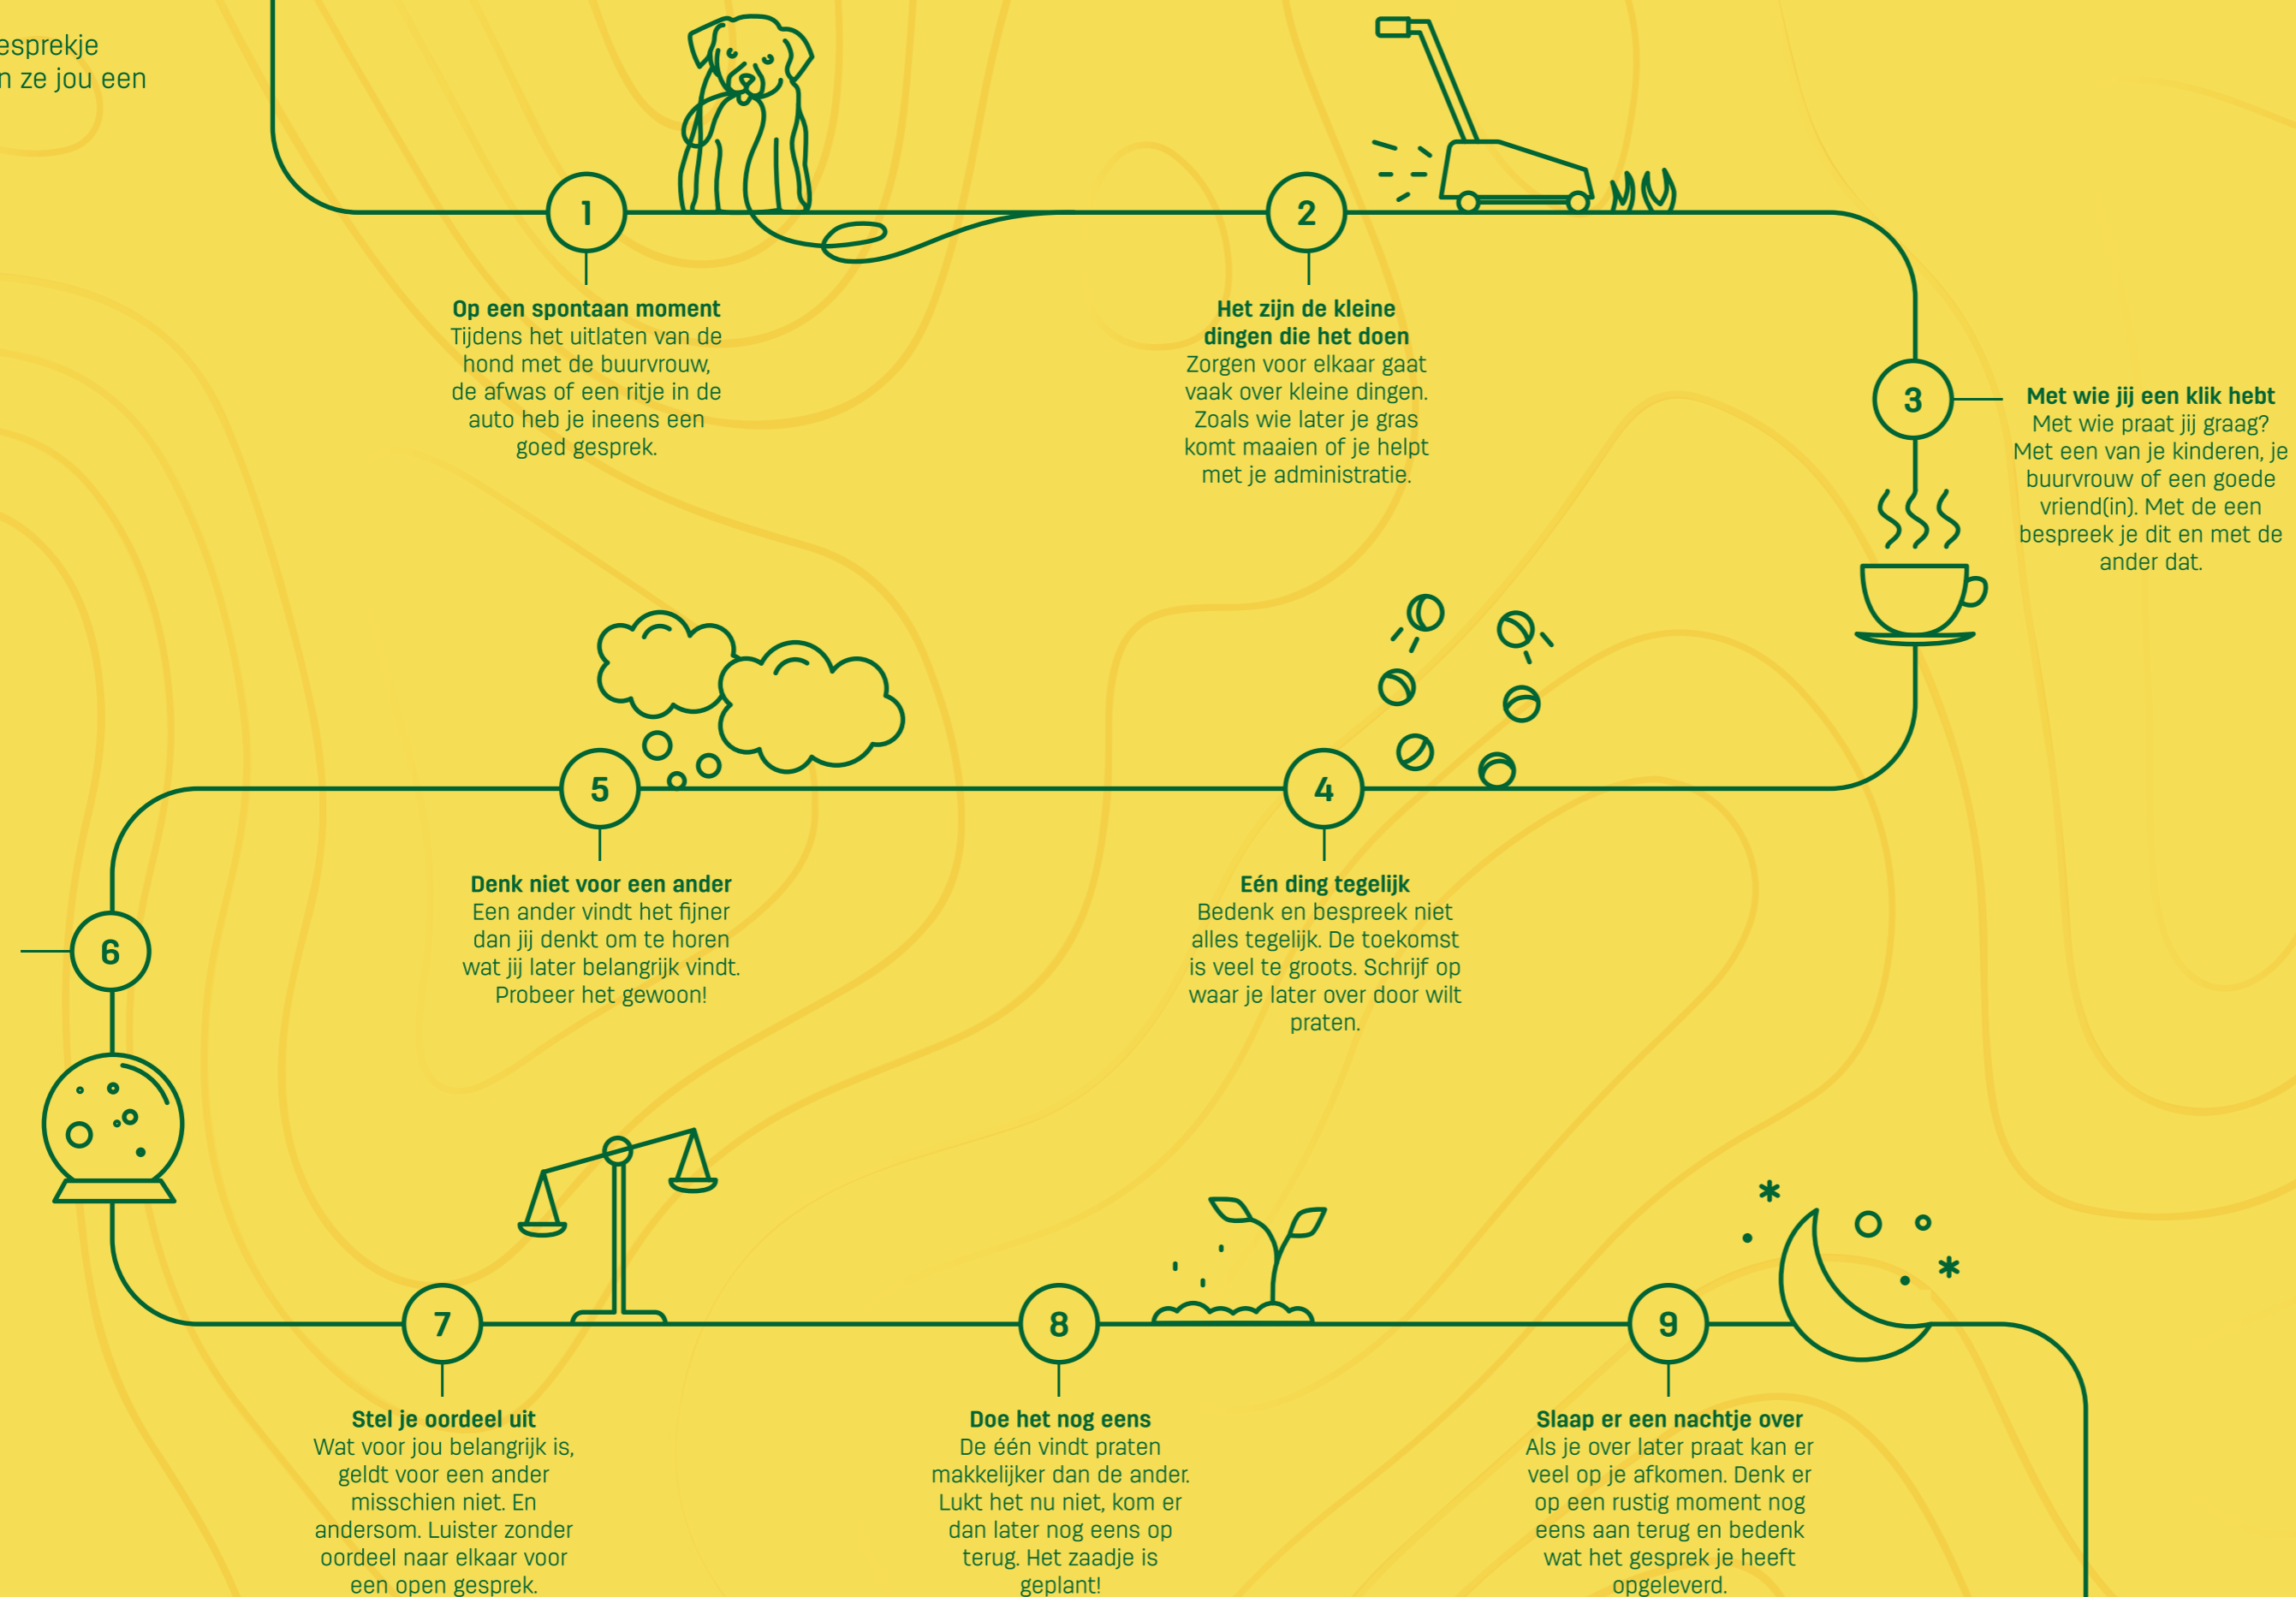 esprekje
n ze jou een
1
Op een spontaan moment
Tijdens het uitlaten van de
hond met de buurvrouw,
de afwas of een ritje in de
auto heb je ineens een
goed gesprek.
2
Het zijn de kleine
dingen die het doen
Zorgen voor elkaar gaat
vaak over kleine dingen.
Zoals wie later je gras
komt maaien of je helpt
met je administratie.
3
Met wie jij een klik hebt
Met wie praat jij graag?
Met een van je kinderen, je
buurvrouw of een goede
vriend(in). Met de een
bespreek je dit en met de
ander dat.
4
Eén ding tegelijk
Bedenk en bespreek niet
alles tegelijk. De toekomst
is veel te groots. Schrijf op
waar je later over door wilt
praten.
5
Denk niet voor een ander
Een ander vindt het fijner
dan jij denkt om te horen
wat jij later belangrijk vindt.
Probeer het gewoon!
6
7
Stel je oordeel uit
Wat voor jou belangrijk is,
geldt voor een ander
misschien niet. En
andersom. Luister zonder
oordeel naar elkaar voor
een open gesprek.
8
Doe het nog eens
De één vindt praten
makkelijker dan de ander.
Lukt het nu niet, kom er
dan later nog eens op
terug. Het zaadje is
geplant!
9
Slaap er een nachtje over
Als je over later praat kan er
veel op je afkomen. Denk er
op een rustig moment nog
eens aan terug en bedenk
wat het gesprek je heeft
opgeleverd.